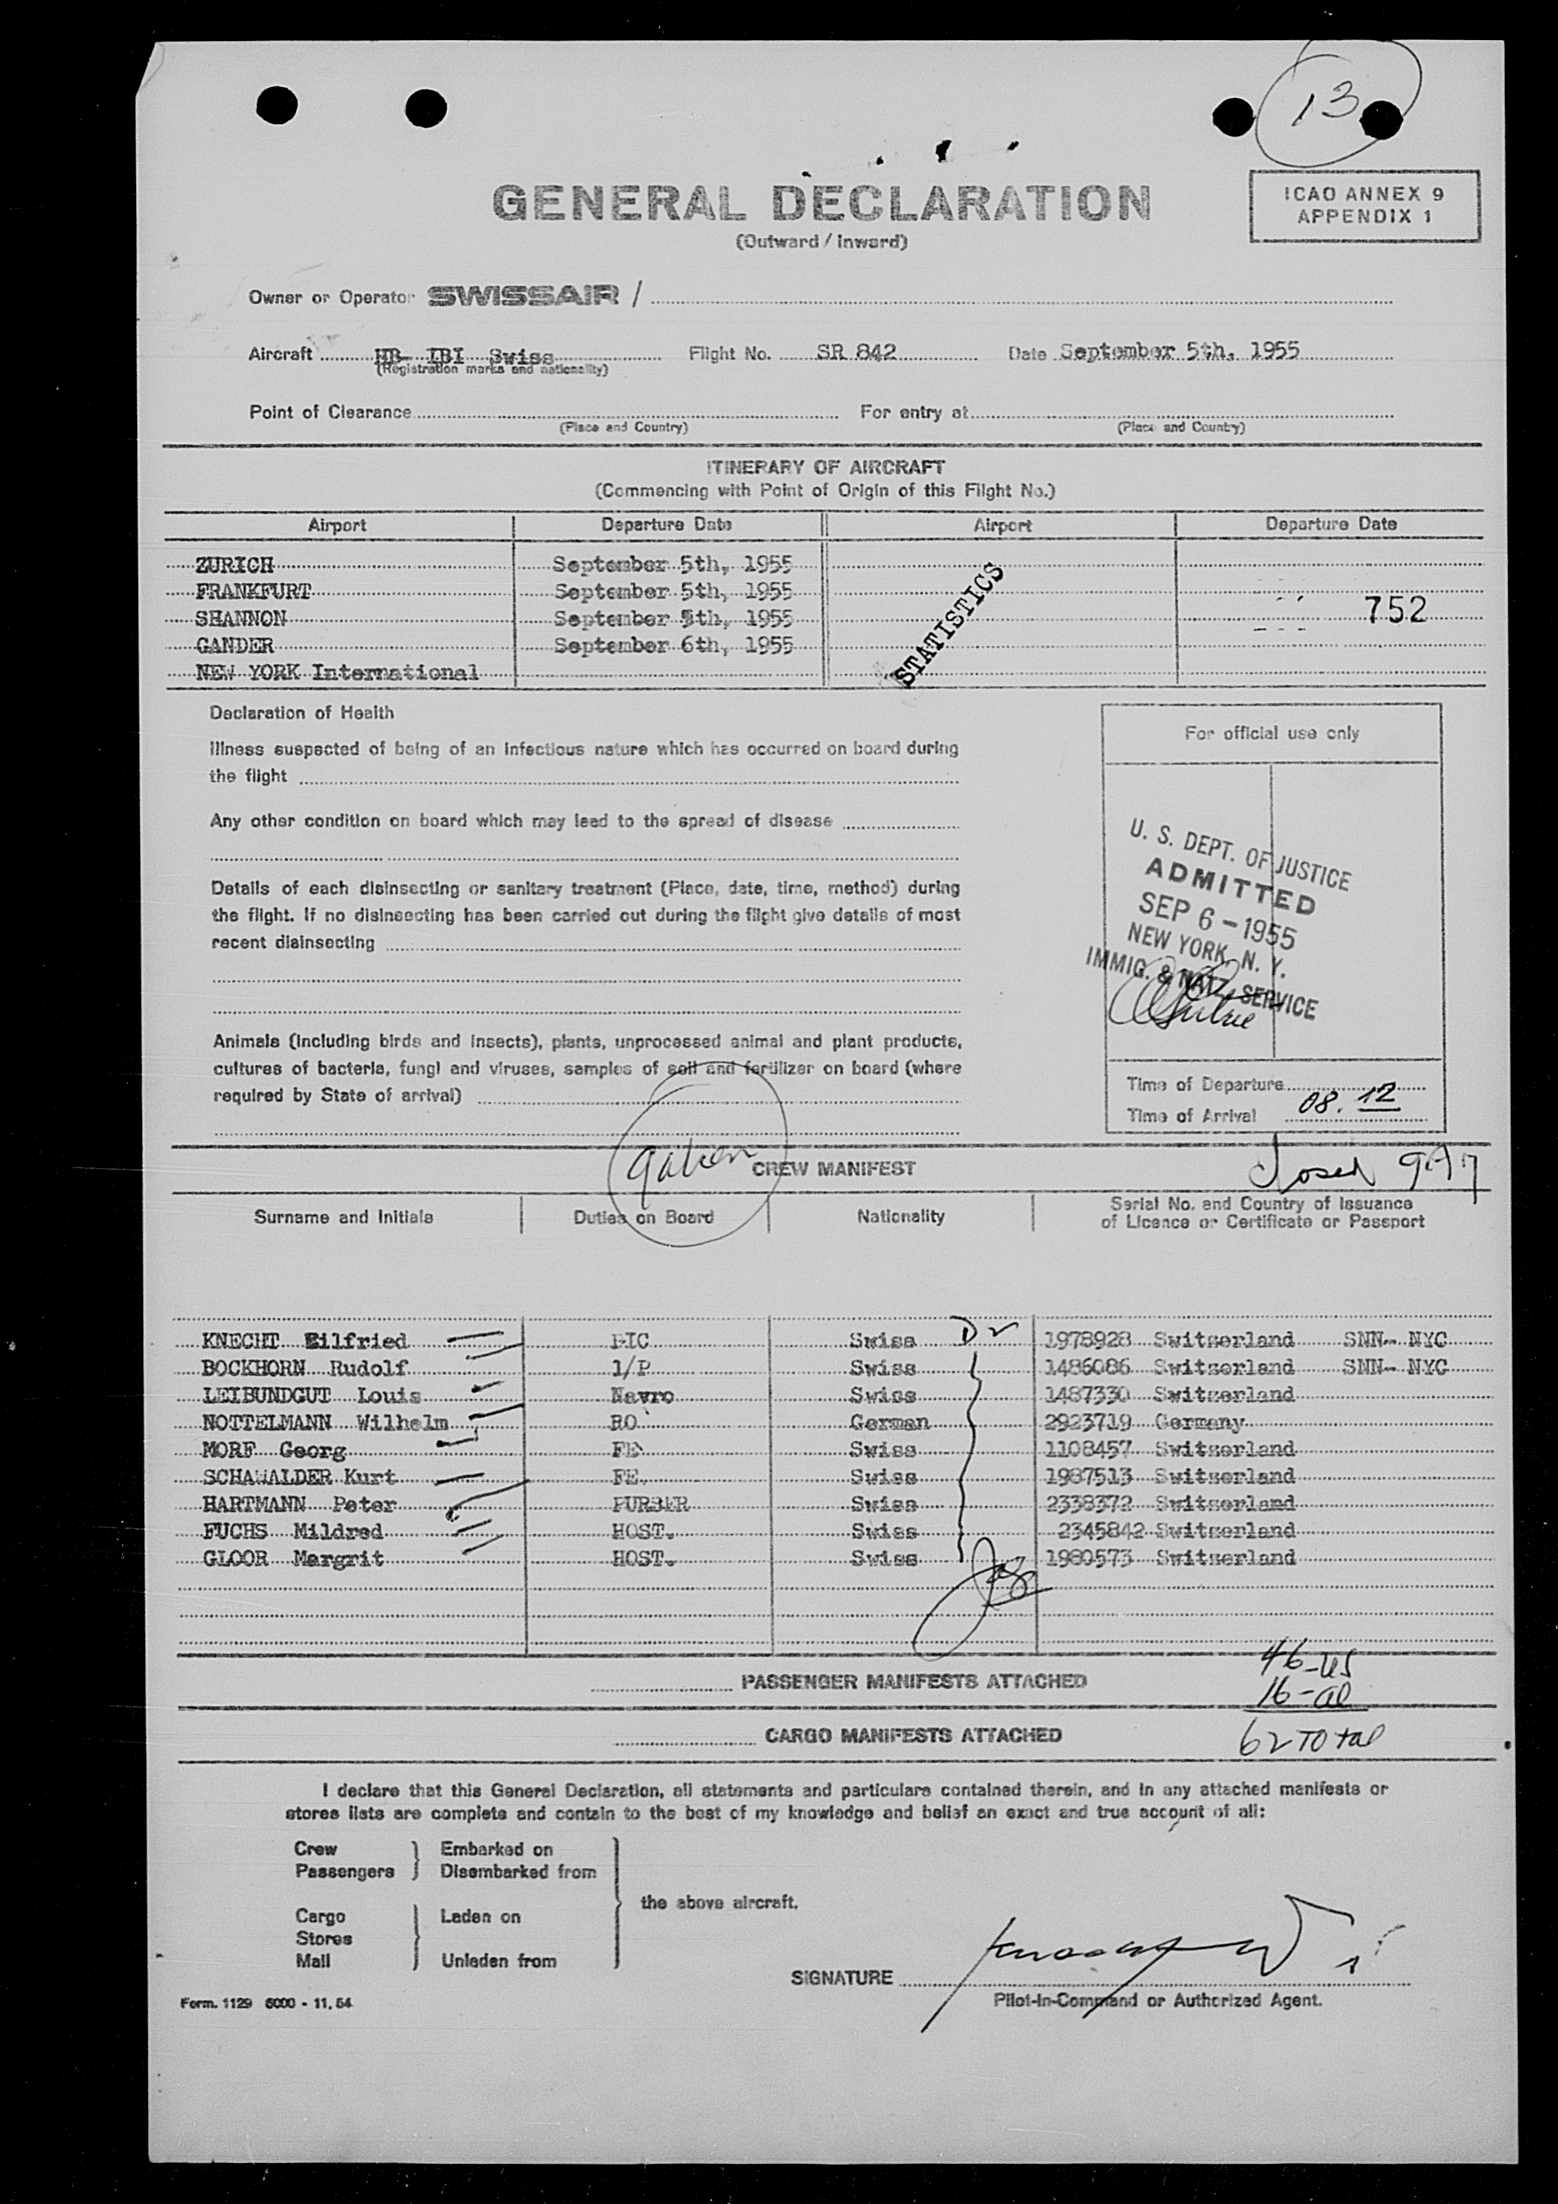 13
GENERAL DECLARATION
(Outward / Inward)
ICAO ANNEX 9
APPENDIX 1
Owner or Operator SWISSAIR /
Aircraft HB- IBI Swiss Flight No. SR 842 Date September 5th, 1955
(Registration marks and nationality)
Point of Clearance For entry at
(Place and Country) (Place and Country)
ITINERARY OF AIRCRAFT
(Commencing with Point of Origin of this Flight No.)
Airport Departure Date Airport Departure Date
ZURICH September 5th, 1955
FRANKFURT September 5th, 1955
SHANNON September 5th, 1955
GANDER September 6th, 1955
NEW YORK International
STATISTICS
752
Declaration of Health
Illness suspected of being of an infectious nature which has occurred on board during
the flight
Any other condition on board which may lead to the spread of disease
Details of each disinsecting or sanitary treatment (Place, date, time, method) during
the flight. If no disinsecting has been carried out during the flight give details of most
recent disinsecting
Animals (including birds and insects), plants, unprocessed animal and plant products,
cultures of bacteria, fungi and viruses, samples of soil and fertilizer on board (where
required by State of arrival)
For official use only
U. S. DEPT. OF JUSTICE
ADMITTED
SEP 6 - 1955
NEW YORK, N. Y.
IMMIG. & NATZ. SERVICE
Time of Departure
Time of Arrival 08.12
CREW MANIFEST
closed
Surname and Initials Duties on Board Nationality Serial No. and Country of Issuance
of Licence or Certificate or Passport
KNECHT Wilfried PIC Swiss 1978928 Switzerland SNN- NYC
BOCKHORN Rudolf 1/P Swiss 1486086 Switzerland SNN- NYC
LEIBUNDGUT Louis Navro Swiss 1487330 Switzerland
NOTTELMANN Wilhelm RO German 2923719 Germany
MORF Georg FE Swiss 1108457 Switzerland
SCHAWALDER Kurt FE. Swiss 1987513 Switzerland
HARTMANN Peter PURSER Swiss 2338372 Switzerland
FUCHS Mildred HOST. Swiss 2345842 Switzerland
GLOOR Margrit HOST. Swiss 1980573 Switzerland
PASSENGER MANIFESTS ATTACHED
46-US
16-al
CARGO MANIFESTS ATTACHED
62 Total
I declare that this General Declaration, all statements and particulars contained therein, and in any attached manifests or
stores lists are complete and contain to the best of my knowledge and belief an exact and true account of all:
Crew Embarked on
Passengers Disembarked from
the above aircraft.
Cargo Laden on
Stores
Mail Unladen from
SIGNATURE
Pilot-in-Command or Authorized Agent.
Form. 1129 5000 - 11. 54